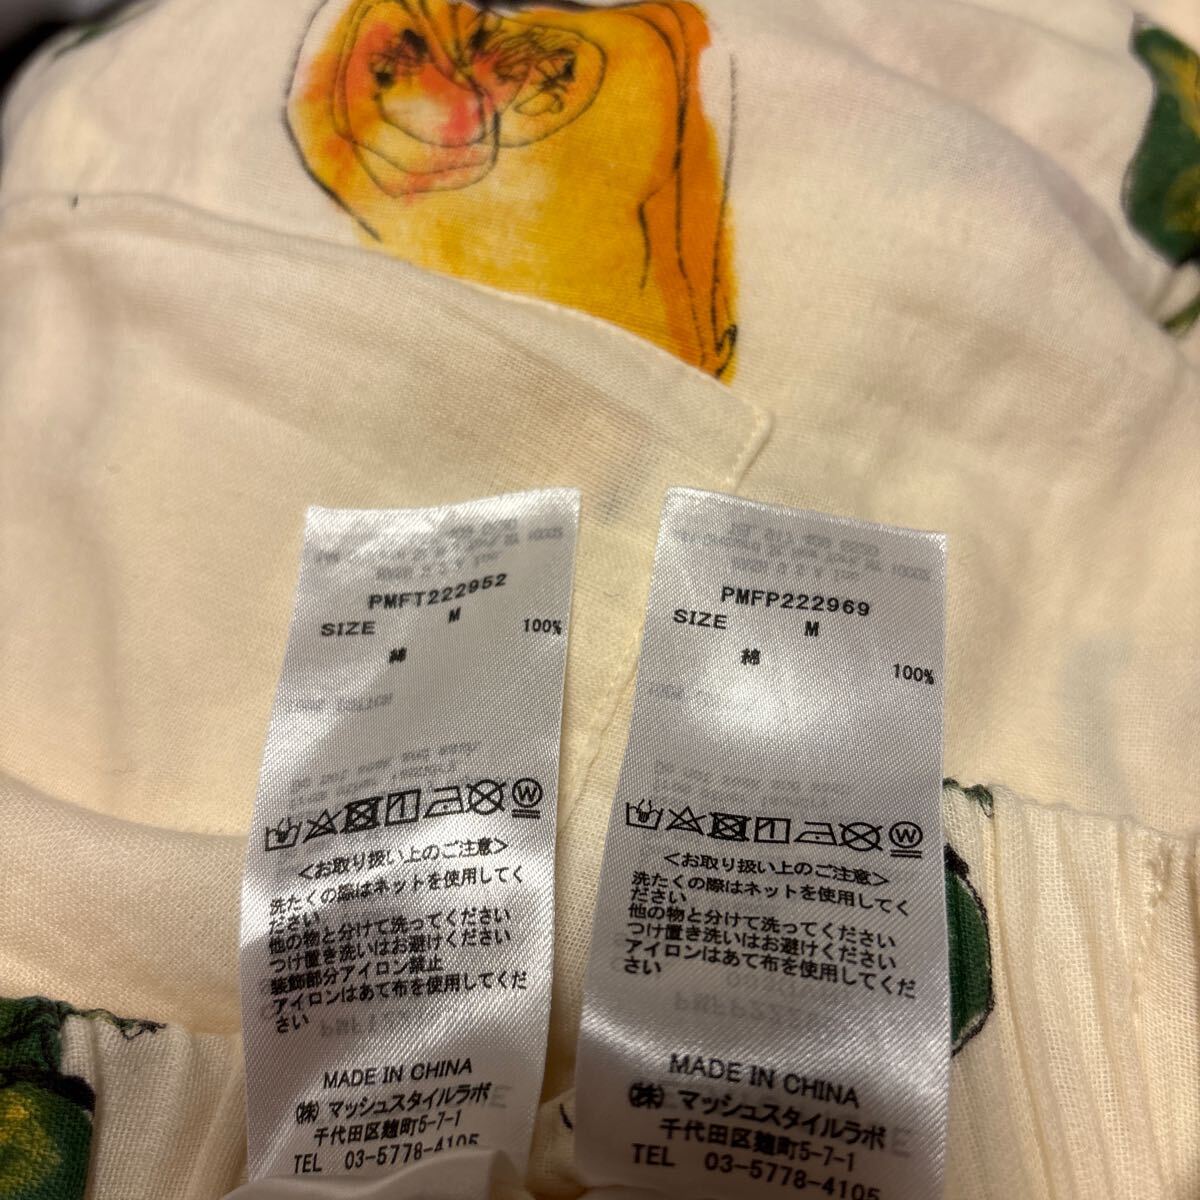 PMFT222952
SIZE M
綿 100%
<お取り扱い上のご注意>
洗たくの際はネットを使用してく
ださい
他の物と分けて洗ってください
つけ置き洗いはお避けください
装飾部分アイロン禁止
アイロンはあて布を使用してくだ
さい
MADE IN CHINA
㈱ マッシュスタイルラボ
千代田区麹町5-7-1
TEL 03-5778-4105
PMFP222969
SIZE M
綿 100%
<お取り扱い上のご注意>
洗たくの際はネットを使用してく
ださい
他の物と分けて洗ってください
つけ置き洗いはお避けください
アイロンはあて布を使用してくだ
さい
MADE IN CHINA
㈱ マッシュスタイルラボ
千代田区麹町5-7-1
TEL 03-5778-4105